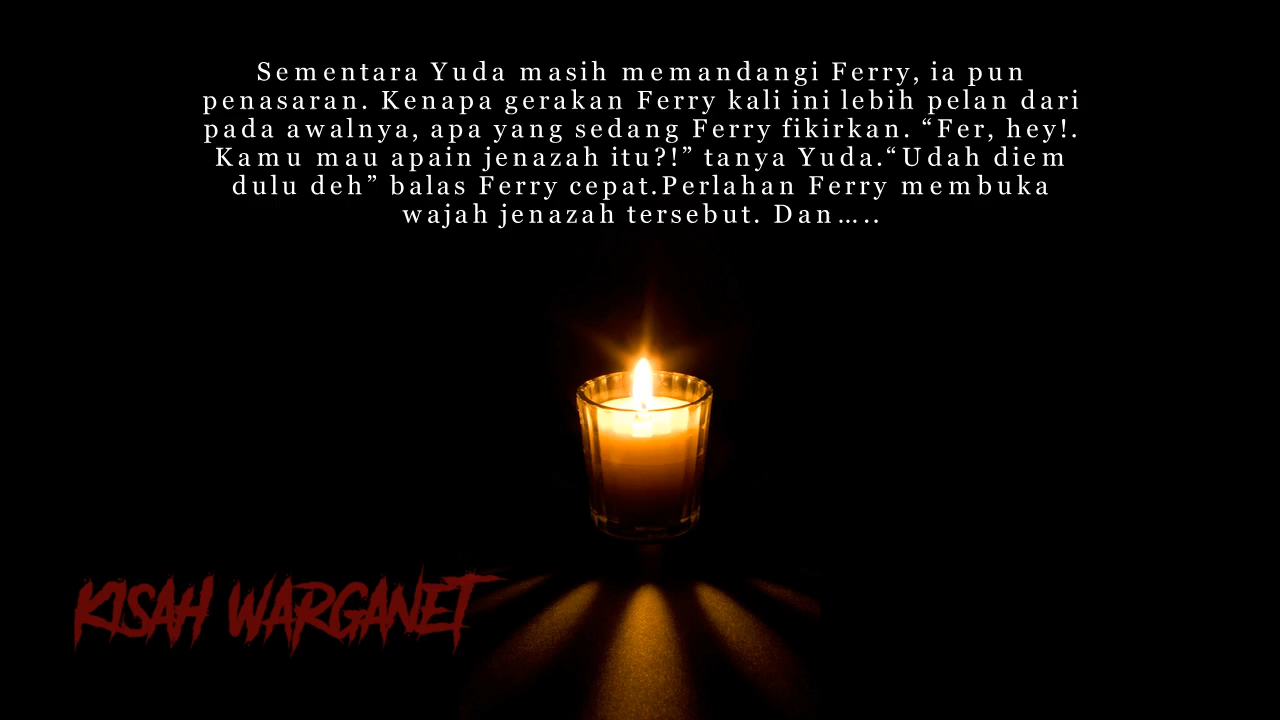 Sementara Yuda masih memandangi Ferry, ia pun
penasaran. Kenapa gerakan Ferry kali ini lebih pelan dari
pada awalnya, apa yang sedang Ferry fikirkan. “Fer, hey!.
Kamu mau apain jenazah itu?!” tanya Yuda.“Udah diem
dulu deh” balas Ferry cepat.Perlahan Ferry membuka
wajah jenazah tersebut. Dan.....
KISAH WARGANET